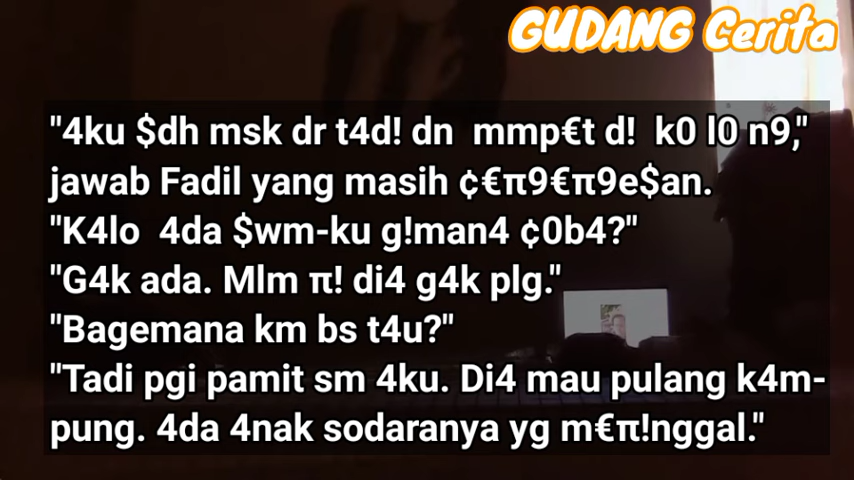 GUDANG Cerita
"4ku $dh msk dr t4d! dn mmp€t d! k0 l0 n9,"
jawab Fadil yang masih ¢€π9€π9e$an.
"K4lo 4da $wm-ku g!man4 ¢0b4?"
"G4k ada. Mlm π! di4 g4k plg."
"Bagemana km bs t4u?"
"Tadi pgi pamit sm 4ku. Di4 mau pulang k4m-
pung. 4da 4nak sodaranya yg m€π!nggal."